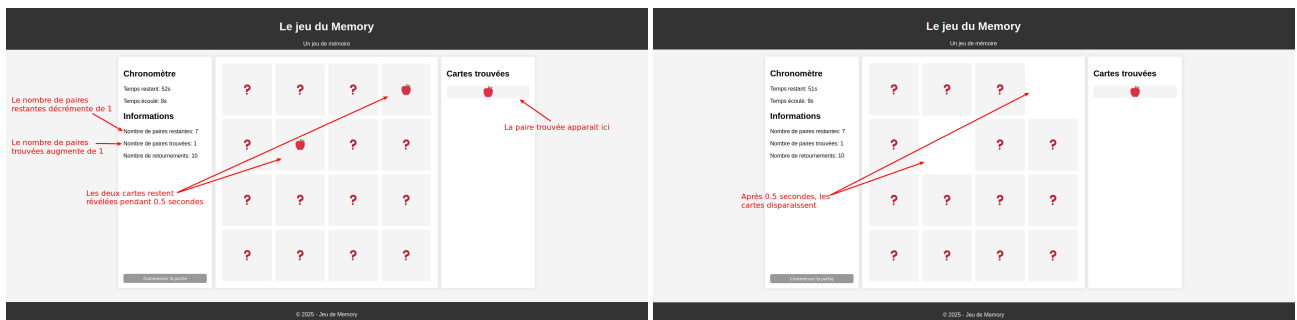 Le jeu du Memory
Un jeu de mémoire
Chronomètre
Temps restant: 52s
Temps écoulé: 8s
Informations
Nombre de paires restantes: 7
Nombre de paires trouvées: 1
Nombre de retournements: 10
Commencer la partie
Le nombre de paires
restantes décrémente de 1
Le nombre de paires
trouvées augmente de 1
Les deux cartes restent
révélées pendant 0.5 secondes
? ? ?
? ? ?
? ? ? ?
? ? ? ?
Cartes trouvées
La paire trouvée apparait ici
© 2025 - Jeu de Memory
Le jeu du Memory
Un jeu de mémoire
Chronomètre
Temps restant: 51s
Temps écoulé: 9s
Informations
Nombre de paires restantes: 7
Nombre de paires trouvées: 1
Nombre de retournements: 10
Après 0.5 secondes, les
cartes disparaissent
Commencer la partie
? ? ?
? ? ?
? ? ? ?
? ? ? ?
Cartes trouvées
© 2025 - Jeu de Memory